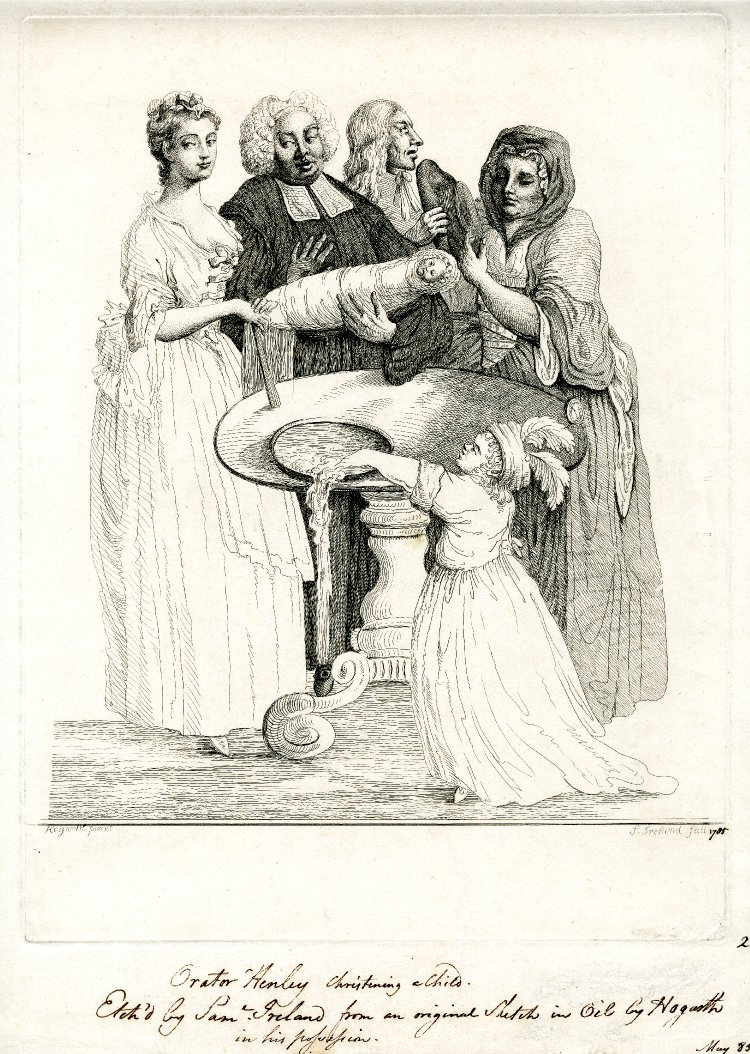 Hogarth pinxt
S. Ireland fecit 1785
2
Orator Henley christening a Child.
Etch'd by Saml. Ireland from an original Sketch in Oil by Hogarth
in his possession.
May 85